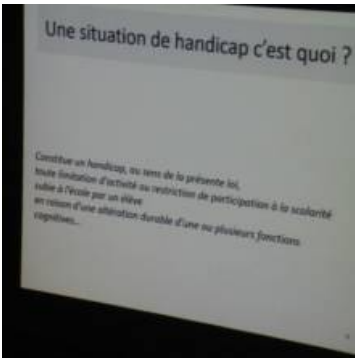 Une situation de handicap c'est quoi ?
Constitue un handicap, au sens de la présente loi,
toute limitation d'activité ou restriction de participation à la scolarité
subie à l'école par un élève
en raison d'une altération durable d'une ou plusieurs fonctions
cognitives...